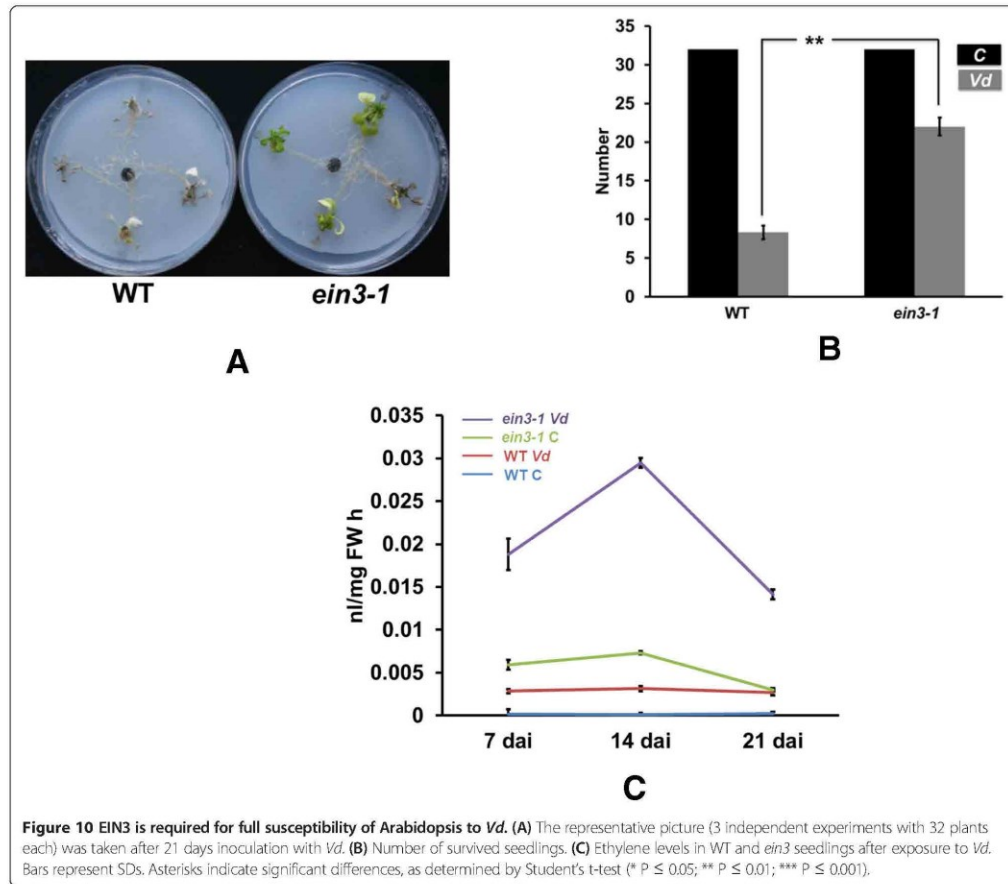 WT
ein3-1
A
35
30
25
20
15
10
5
0
Number
**
C
Vd
WT
ein3-1
B
0.035
0.03
0.025
0.02
0.015
0.01
0.005
0
nl/mg FW h
ein3-1 Vd
ein3-1 C
WT Vd
WT C
7 dai 14 dai 21 dai
C
Figure 10 EIN3 is required for full susceptibility of Arabidopsis to Vd. (A) The representative picture (3 independent experiments with 32 plants
each) was taken after 21 days inoculation with Vd. (B) Number of survived seedlings. (C) Ethylene levels in WT and ein3 seedlings after exposure to Vd.
Bars represent SDs. Asterisks indicate significant differences, as determined by Student's t-test (* P ≤ 0.05; ** P ≤ 0.01; *** P ≤ 0.001).